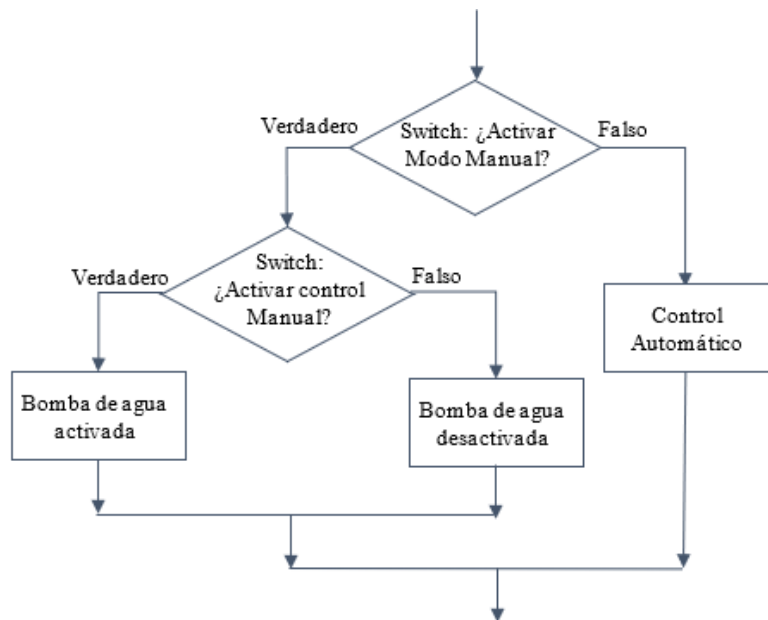 Verdadero
Switch: ¿Activar
Modo Manual?
Falso
Verdadero
Switch:
¿Activar control
Manual?
Falso
Control
Automático
Bomba de agua
activada
Bomba de agua
desactivada